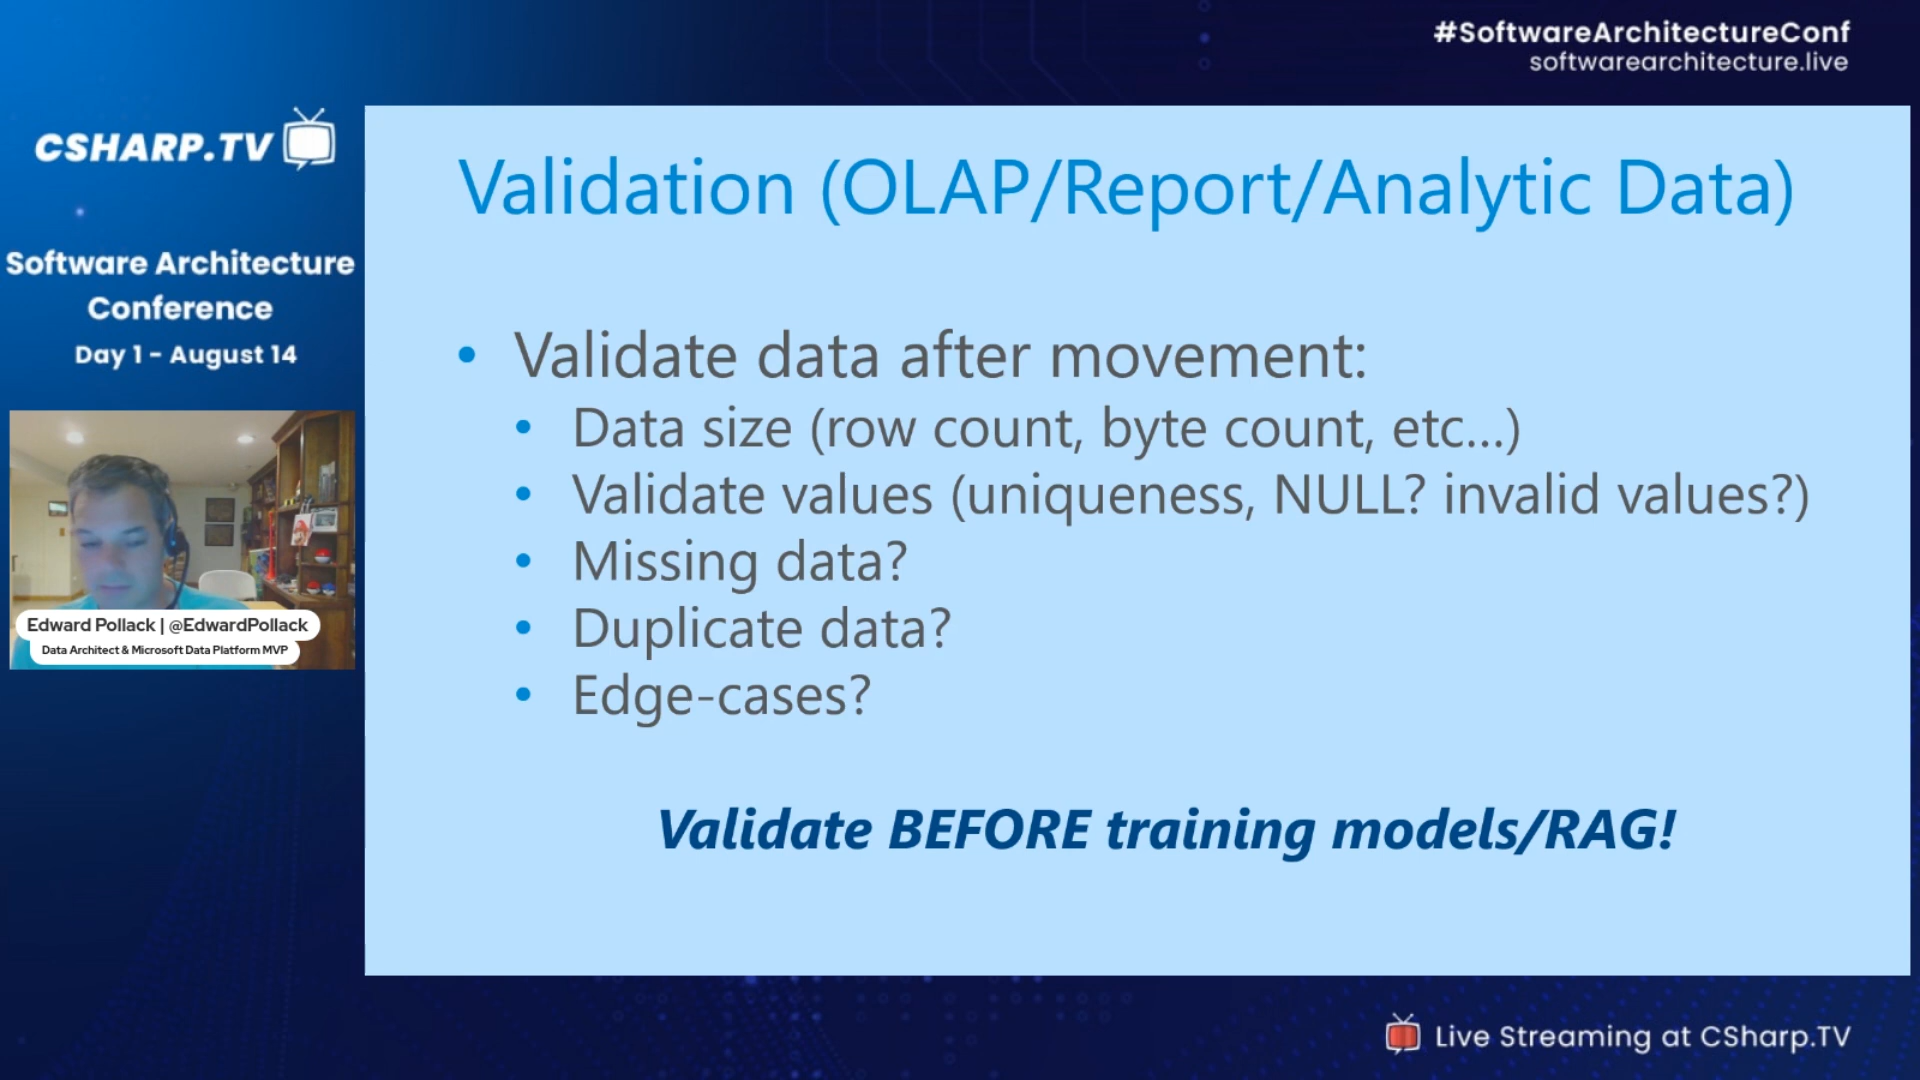 #SoftwareArchitectureConf
softwarearchitecture.live
CSHARP.TV
Software Architecture
Conference
Day 1 - August 14
Edward Pollack | @EdwardPollack
Data Architect & Microsoft Data Platform MVP
Validation (OLAP/Report/Analytic Data)
• Validate data after movement:
• Data size (row count, byte count, etc...)
• Validate values (uniqueness, NULL? invalid values?)
• Missing data?
• Duplicate data?
• Edge-cases?
Validate BEFORE training models/RAG!
Live Streaming at CSharp.TV